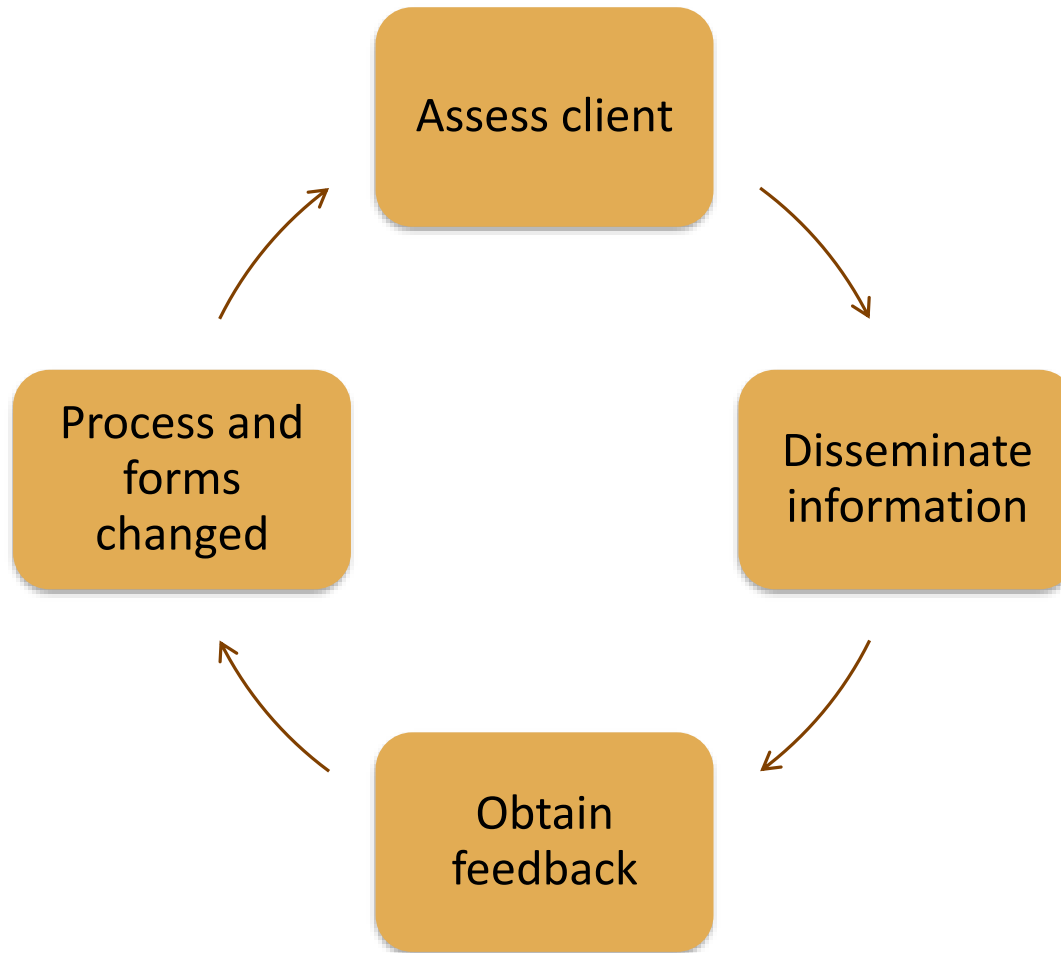 Assess client
Disseminate
information
Obtain
feedback
Process and
forms
changed